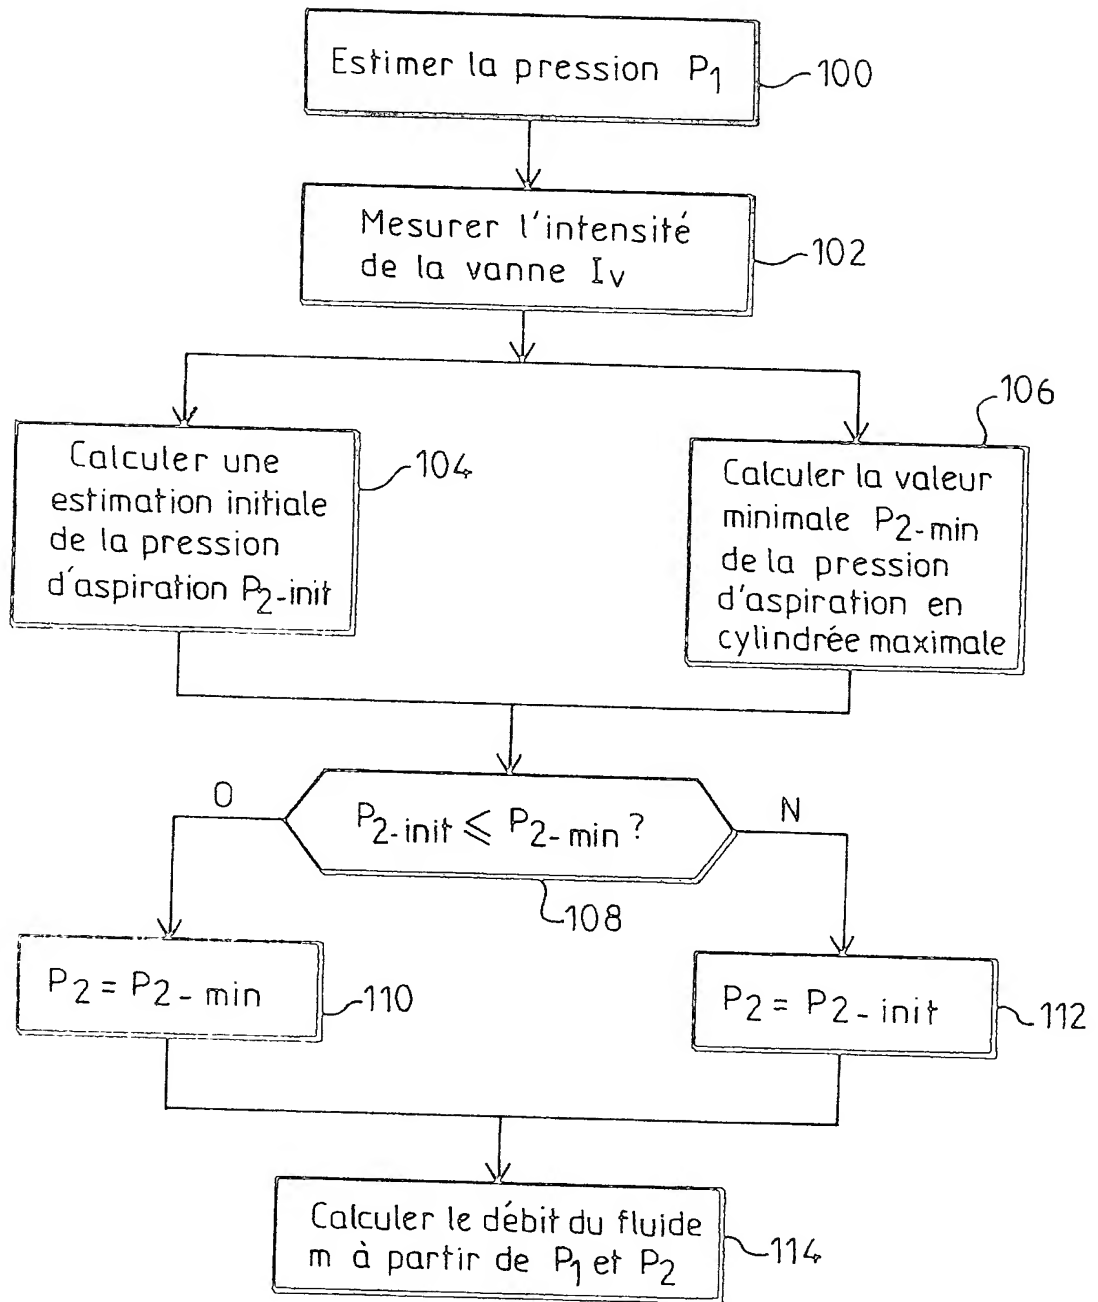 Estimer la pression P1
100
Mesurer l'intensité
de la vanne Iv
102
Calculer une
estimation initiale
de la pression
d'aspiration P2-init
104
106
Calculer la valeur
minimale P2-min
de la pression
d'aspiration en
cylindrée maximale
O
P2-init ⩽ P2-min ?
N
108
P2 = P2-min
110
P2 = P2-init
112
Calculer le débit du fluide
m à partir de P1 et P2
114